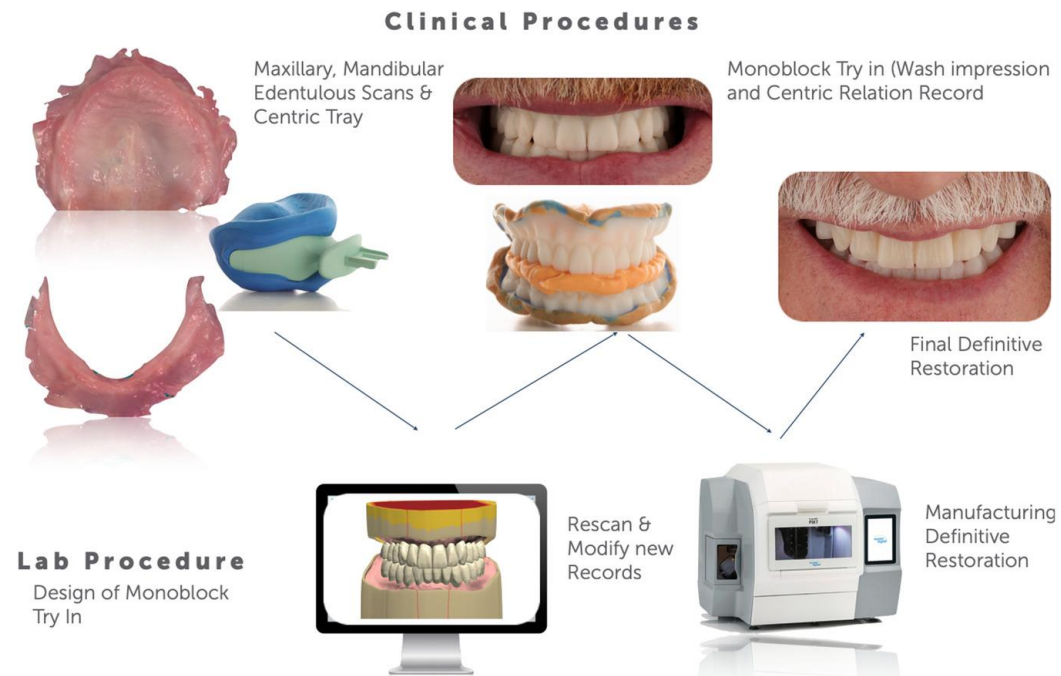 Clinical Procedures
Maxillary, Mandibular
Edentulous Scans &
Centric Tray
Monoblock Try in (Wash impression
and Centric Relation Record
Final Definitive
Restoration
Lab Procedure
Design of Monoblock
Try In
Rescan &
Modify new
Records
Manufacturing
Definitive
Restoration